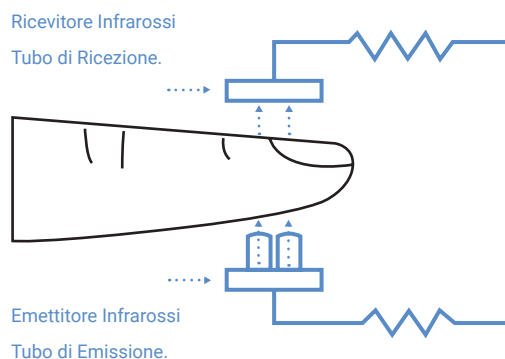 Ricevitore Infrarossi
Tubo di Ricezione.
Emettitore Infrarossi
Tubo di Emissione.